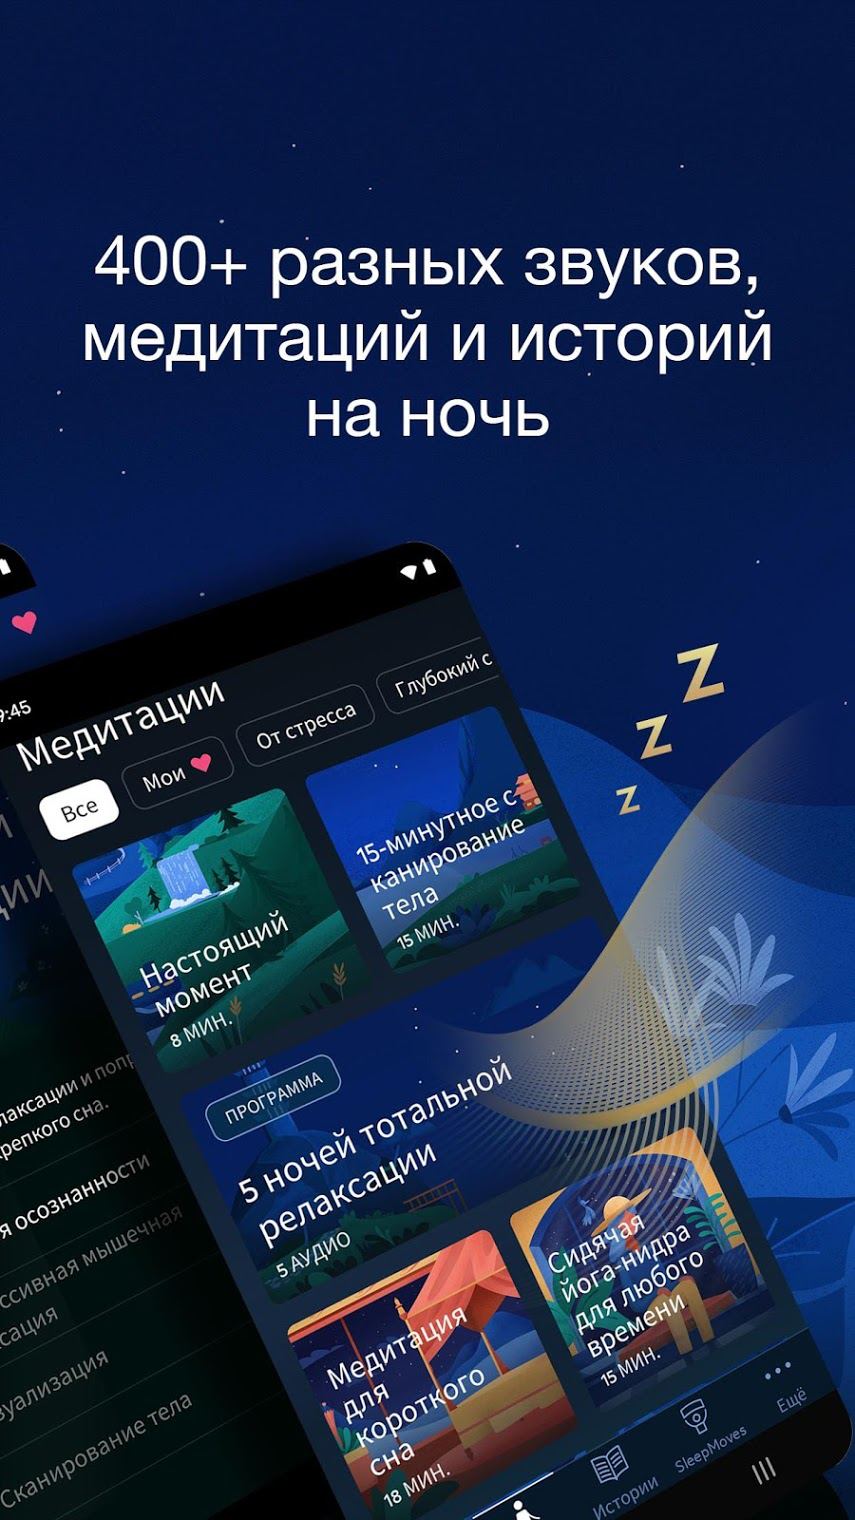 400+ разных звуков,
медитаций и историй
на ночь
9:45
Медитации
Все
Мои
От стресса
Глубокий с
Настоящий
момент
8 МИН.
15-минутное с
канирование
тела
15 МИН.
ПРОГРАММА
5 ночей тотальной
релаксации
5 АУДИО
Медитация
для
короткого
сна
18 МИН.
Сидячая
йога-нидра
для любого
времени
15 МИН.
Истории
SleepMoves
Ещё
лаксации и попр
репкого сна.
я осознанности
ссивная мышечная
ксация
зуализация
Сканирование тела
z
z
z